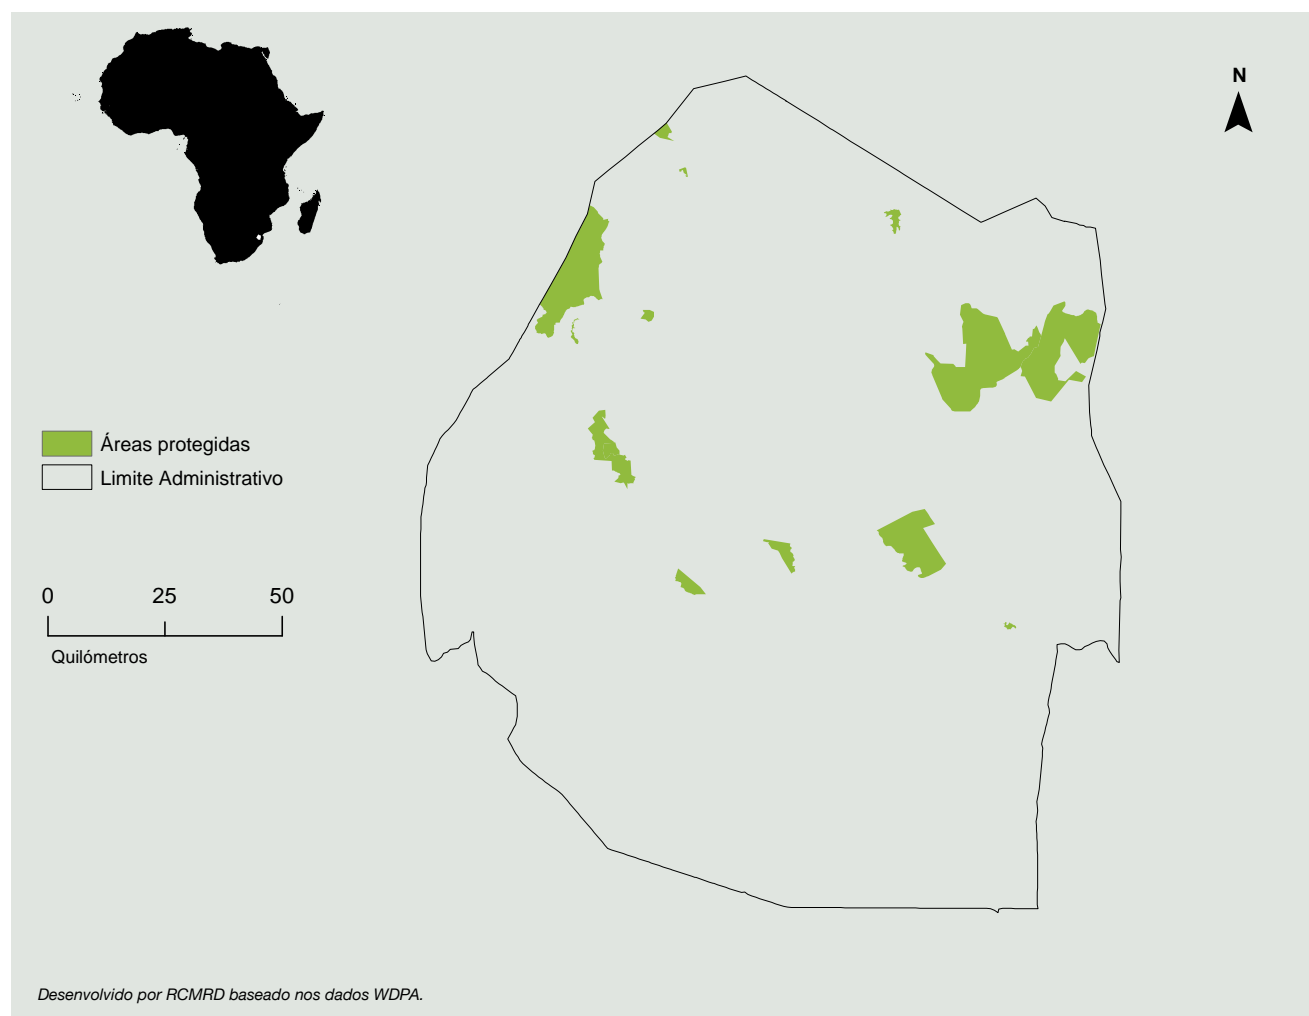 N
Áreas protegidas
Limite Administrativo
0 25 50
Quilómetros
Desenvolvido por RCMRD baseado nos dados WDPA.